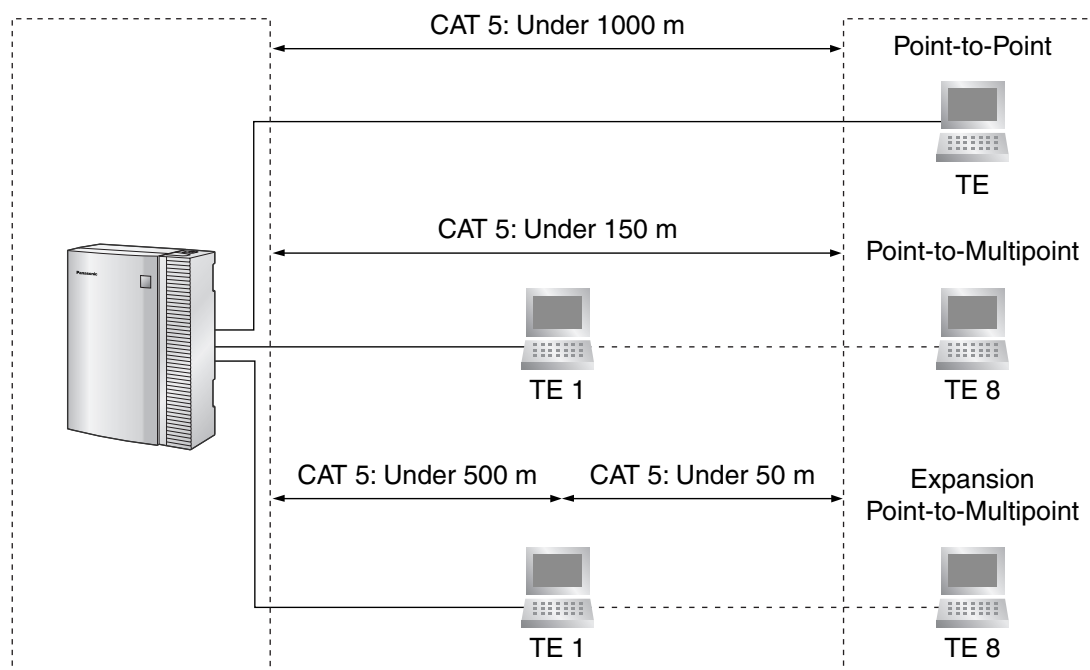 CAT 5: Under 1000 m
Point-to-Point
TE
CAT 5: Under 150 m
Point-to-Multipoint
Panasonic
TE 1
TE 8
CAT 5: Under 500 m
CAT 5: Under 50 m
Expansion
Point-to-Multipoint
TE 1
TE 8